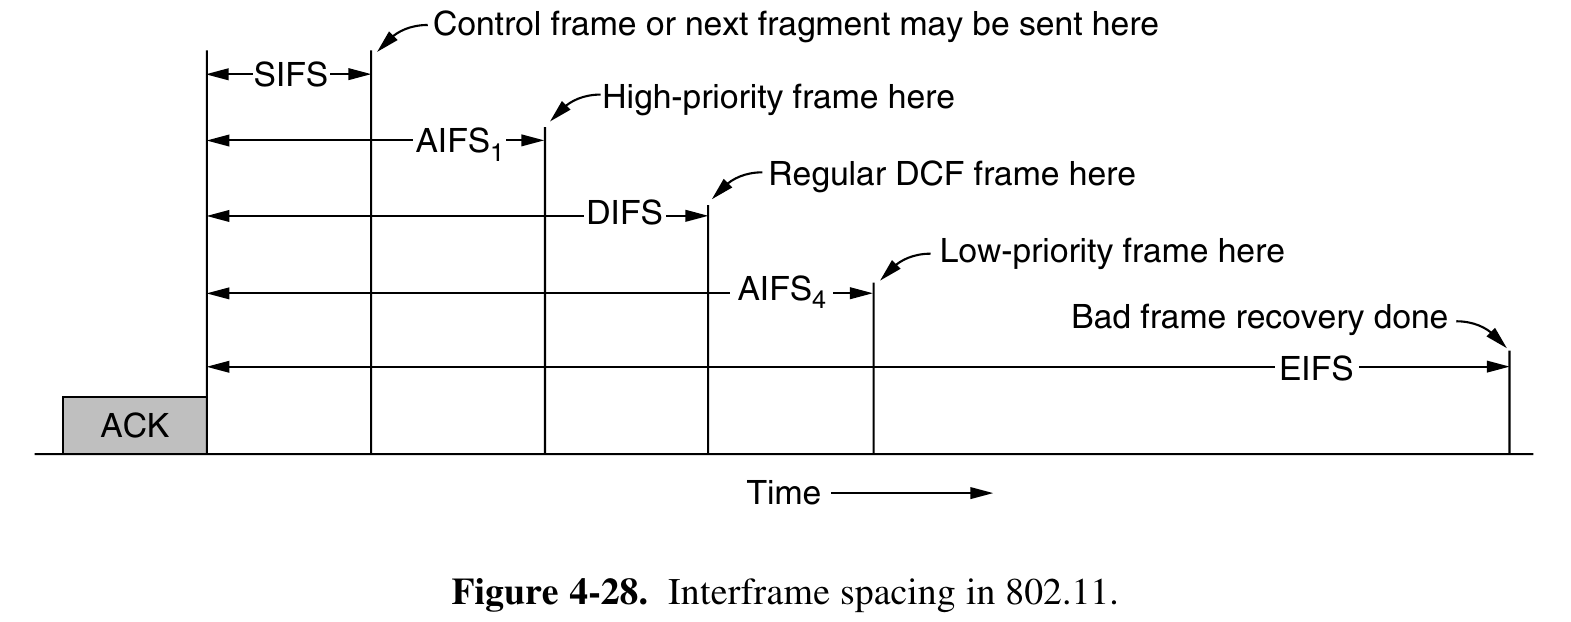 Control frame or next fragment may be sent here
SIFS
High-priority frame here
AIFS1
Regular DCF frame here
DIFS
Low-priority frame here
AIFS4
Bad frame recovery done
EIFS
ACK
Time
Figure 4-28. Interframe spacing in 802.11.